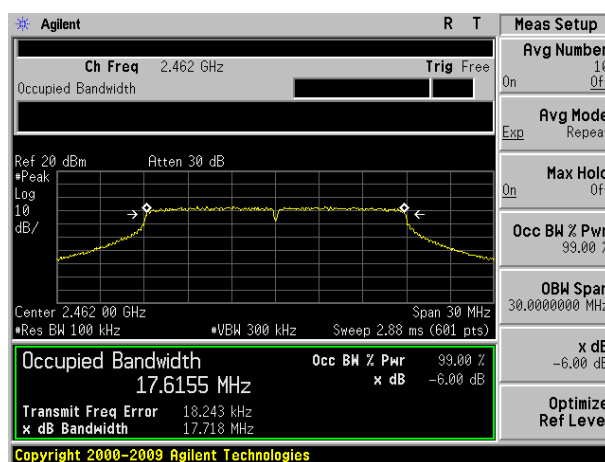 Agilent R T
Meas Setup
Ch Freq 2.462 GHz Trig Free
Occupied Bandwidth
Avg Number
10
On Off
Avg Mode
Exp Repeat
Max Hold
On Off
Occ BW % Pwr
99.00 %
OBW Span
30.0000000 MHz
x dB
-6.00 dB
Optimize
Ref Level
Ref 20 dBm Atten 30 dB
#Peak
Log
10
dB/
Center 2.462 00 GHz Span 30 MHz
#Res BW 100 kHz #VBW 300 kHz Sweep 2.88 ms (601 pts)
Occupied Bandwidth Occ BW % Pwr 99.00 %
17.6155 MHz x dB -6.00 dB
Transmit Freq Error 18.243 kHz
x dB Bandwidth 17.718 MHz
Copyright 2000-2009 Agilent Technologies